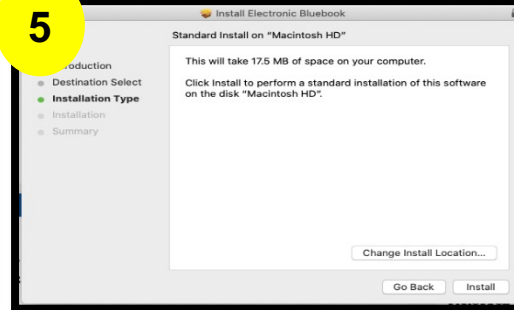 5
Install Electronic Bluebook
Standard Install on "Macintosh HD"
Destination Select
Installation Type
Installation
Summary
This will take 17.5 MB of space on your computer.
Click Install to perform a standard installation of this software
on the disk "Macintosh HD".
Change Install Location...
Go Back
Install